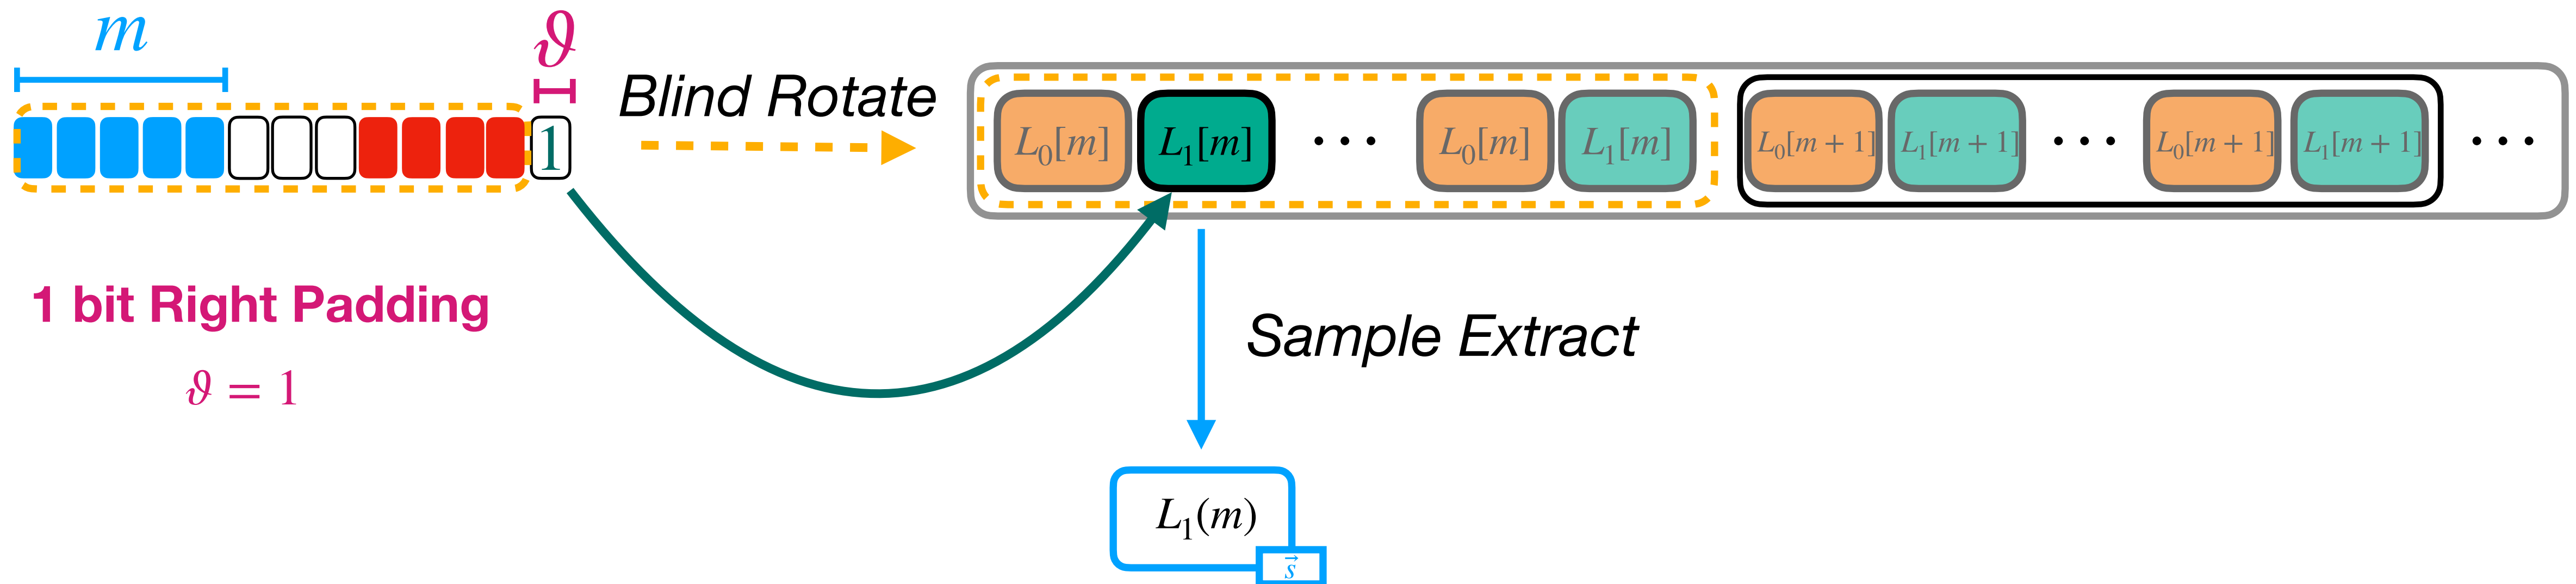 m
ϑ
1
Blind Rotate
L₀[m] L₁[m] ··· L₀[m] L₁[m] L₀[m + 1] L₁[m + 1] ··· L₀[m + 1] L₁[m + 1] ···
1 bit Right Padding
ϑ = 1
Sample Extract
L₁(m)
s⃗